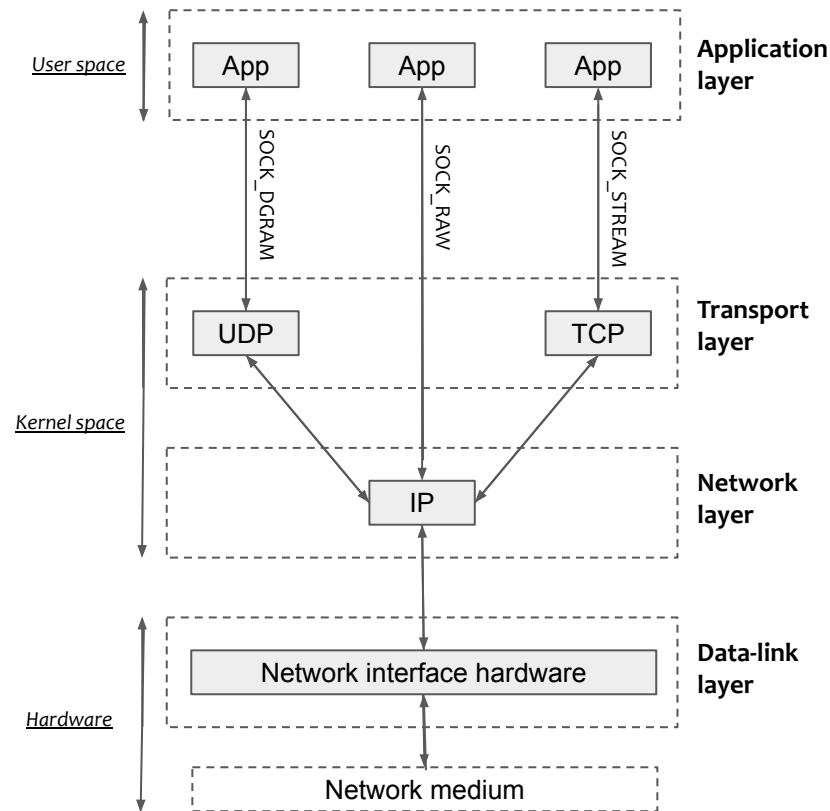 User space
App
App
App
Application
layer
SOCK_DGRAM
SOCK_RAW
SOCK_STREAM
UDP
TCP
Transport
layer
Kernel space
IP
Network
layer
Network interface hardware
Data-link
layer
Hardware
Network medium